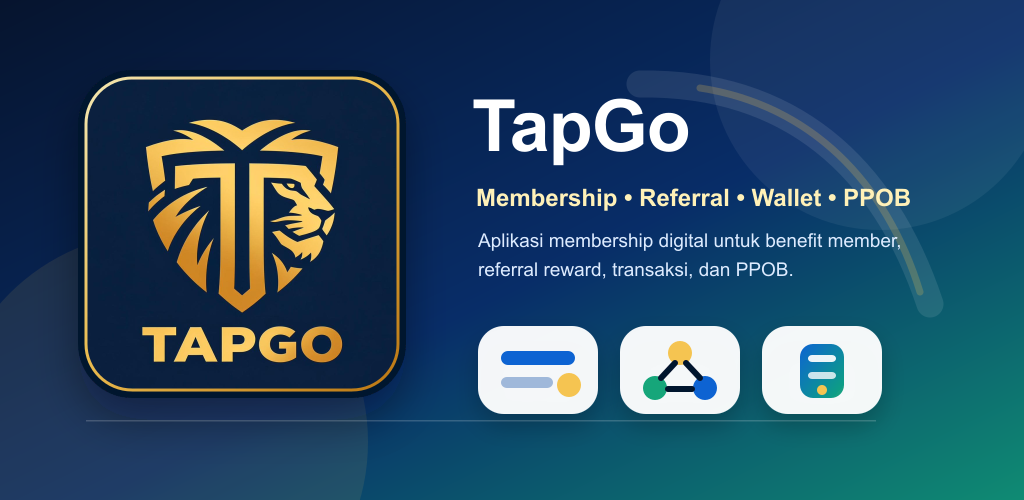 TAPGO
TapGo
Membership • Referral • Wallet • PPOB
Aplikasi membership digital untuk benefit member,
referral reward, transaksi, dan PPOB.